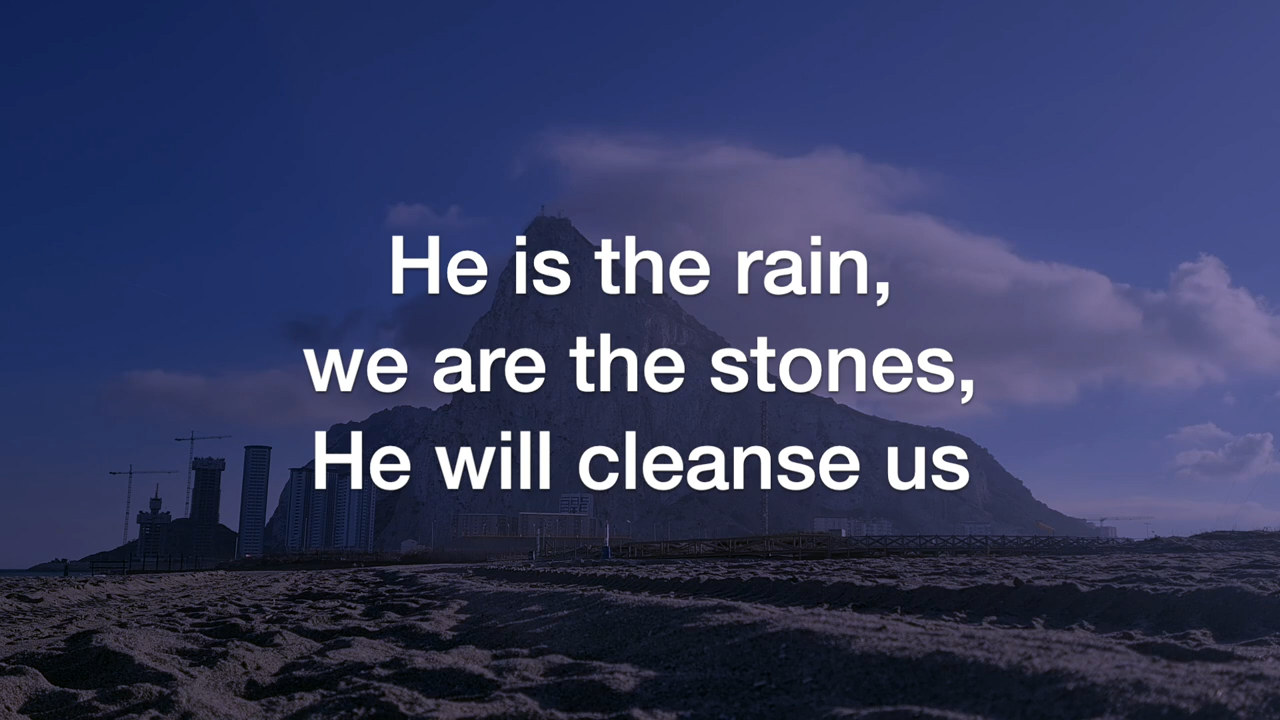 He is the rain,
we are the stones,
He will cleanse us